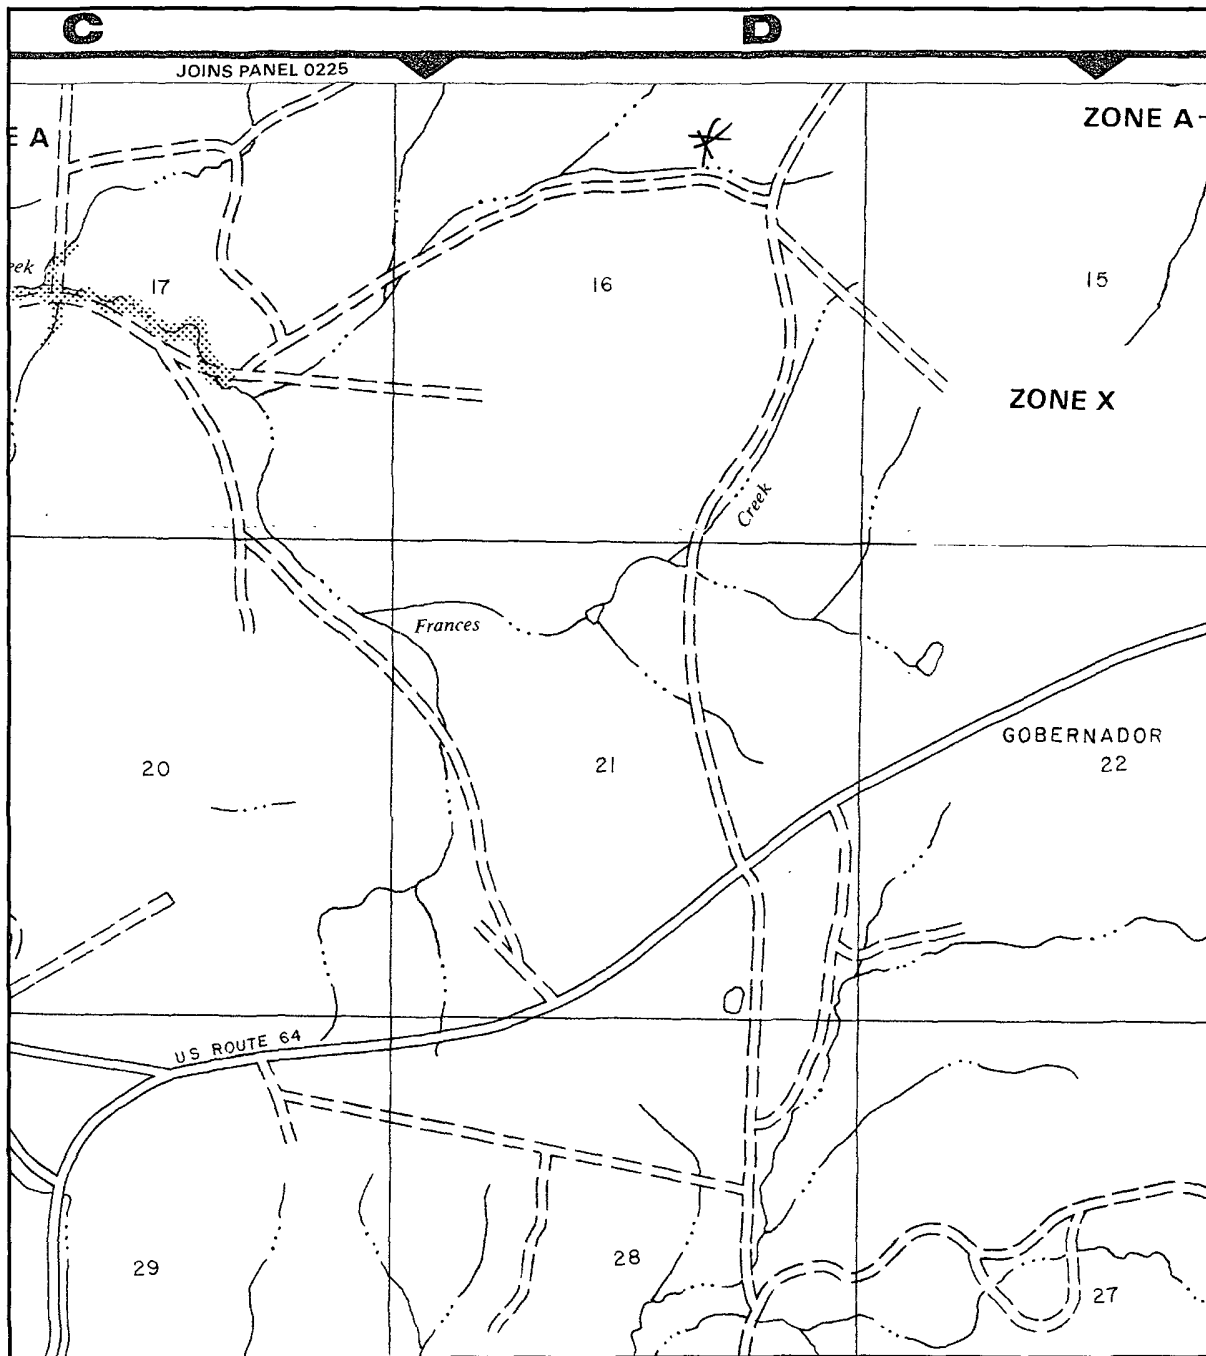 C D
JOINS PANEL 0225
E A
ZONE A
eek
17
16
15
ZONE X
Creek
Frances
GOBERNADOR
20
21
22
US ROUTE 64
29
28
27